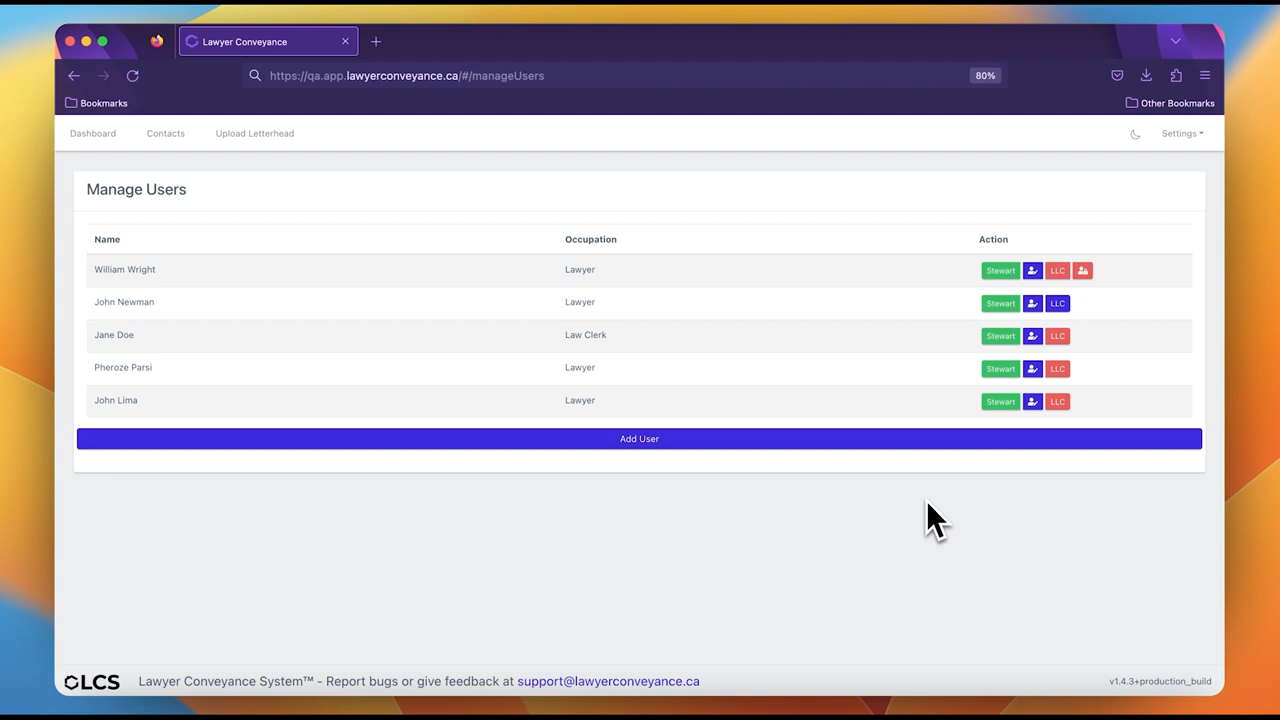 Lawyer Conveyance
https://qa.app.lawyerconveyance.ca/#/manageUsers 80%
Bookmarks Other Bookmarks
Dashboard Contacts Upload Letterhead Settings
Manage Users
Name Occupation Action
William Wright Lawyer Stewart LLC
John Newman Lawyer Stewart LLC
Jane Doe Law Clerk Stewart LLC
Pheroze Parsi Lawyer Stewart LLC
John Lima Lawyer Stewart LLC
Add User
LCS Lawyer Conveyance System™ - Report bugs or give feedback at support@lawyerconveyance.ca v1.4.3+production_build